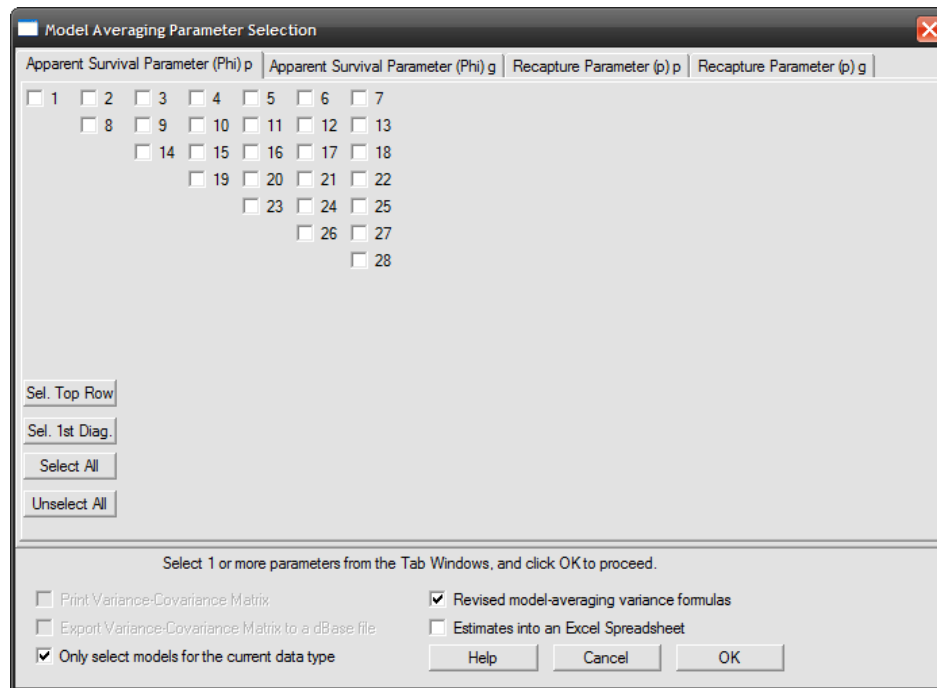 Model Averaging Parameter Selection
Apparent Survival Parameter (Phi) p Apparent Survival Parameter (Phi) g Recapture Parameter (p) p Recapture Parameter (p) g
1 2 3 4 5 6 7
8 9 10 11 12 13
14 15 16 17 18
19 20 21 22
23 24 25
26 27
28
Sel. Top Row
Sel. 1st Diag.
Select All
Unselect All
Select 1 or more parameters from the Tab Windows, and click OK to proceed.
Print Variance-Covariance Matrix Revised model-averaging variance formulas
Export Variance-Covariance Matrix to a dBase file Estimates into an Excel Spreadsheet
Only select models for the current data type Help Cancel OK